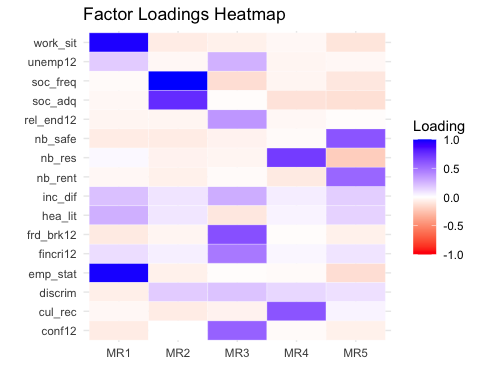 Factor Loadings Heatmap
work_sit
unemp12
soc_freq
soc_adq
rel_end12
nb_safe
nb_res
nb_rent
inc_dif
hea_lit
frd_brk12
fincri12
emp_stat
discrim
cul_rec
conf12
MR1 MR2 MR3 MR4 MR5
Loading
1.0
0.5
0.0
-0.5
-1.0